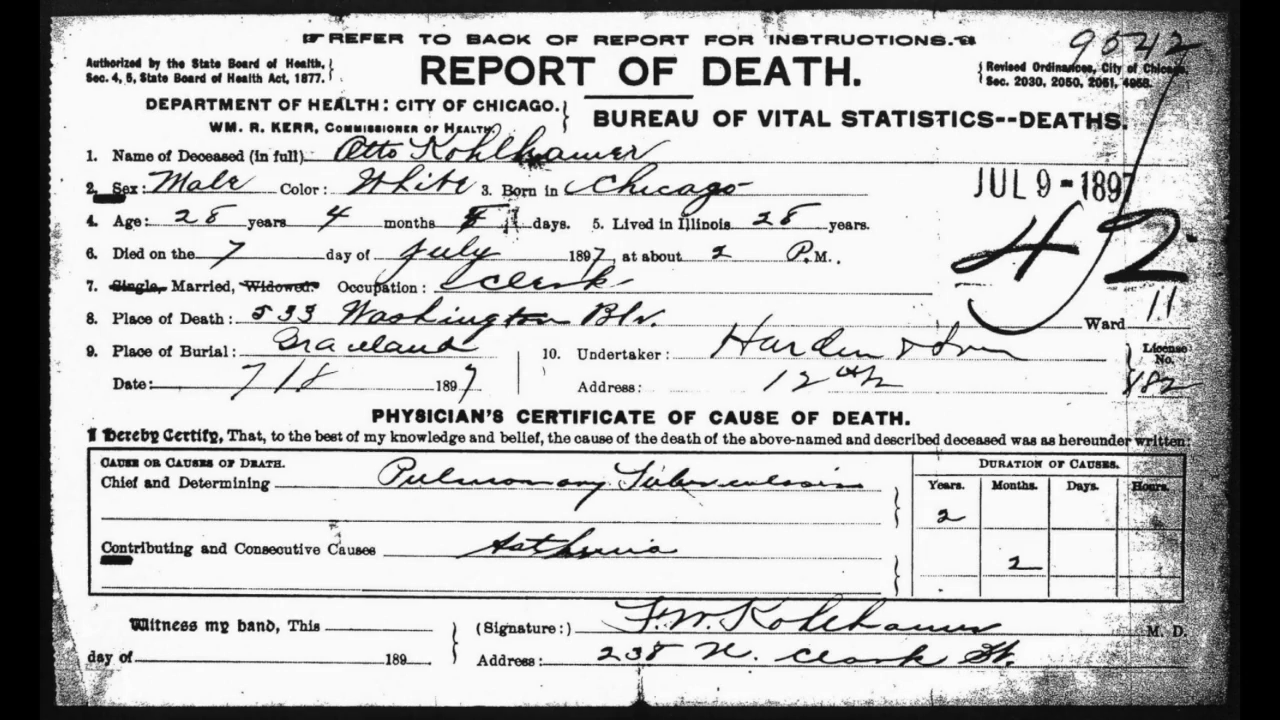 ☞REFER TO BACK OF REPORT FOR INSTRUCTIONS.☜
9542
Authorized by the State Board of Health,
Sec. 4, 5, State Board of Health Act, 1877.
REPORT OF DEATH.
Revised Ordinances, City of Chicago.
Sec. 2030, 2050, 2051, 4956.
DEPARTMENT OF HEALTH: CITY OF CHICAGO.
WM. R. KERR, COMMISSIONER OF HEALTH.
BUREAU OF VITAL STATISTICS--DEATHS.
1. Name of Deceased (in full) Otto Kohlhamer
2. Sex: Male Color: White 3. Born in Chicago
JUL 9-1897
4. Age: 28 years 4 months days. 5. Lived in Illinois 28 years.
42
6. Died on the 7 day of July 1897, at about 2 P.M.
7. Single, Married, Widowed. Occupation: Clerk
8. Place of Death: 533 Washington Blv.
Ward 11
9. Place of Burial: Graceland 10. Undertaker: Harden & Son
License No. 182
Date: 7/8 1897 Address: 12th
PHYSICIAN'S CERTIFICATE OF CAUSE OF DEATH.
I Hereby Certify, That, to the best of my knowledge and belief, the cause of the death of the above-named and described deceased was as hereunder written:
CAUSE OR CAUSES OF DEATH. DURATION OF CAUSES.
Chief and Determining Pulmonary Tuberculosis
Years. Months. Days. Hours.
2
Contributing and Consecutive Causes Asthenia
2
Witness my hand, This (Signature:) F. W. Kohlhamer M. D.
day of 189 Address: 238 N. Clark St.